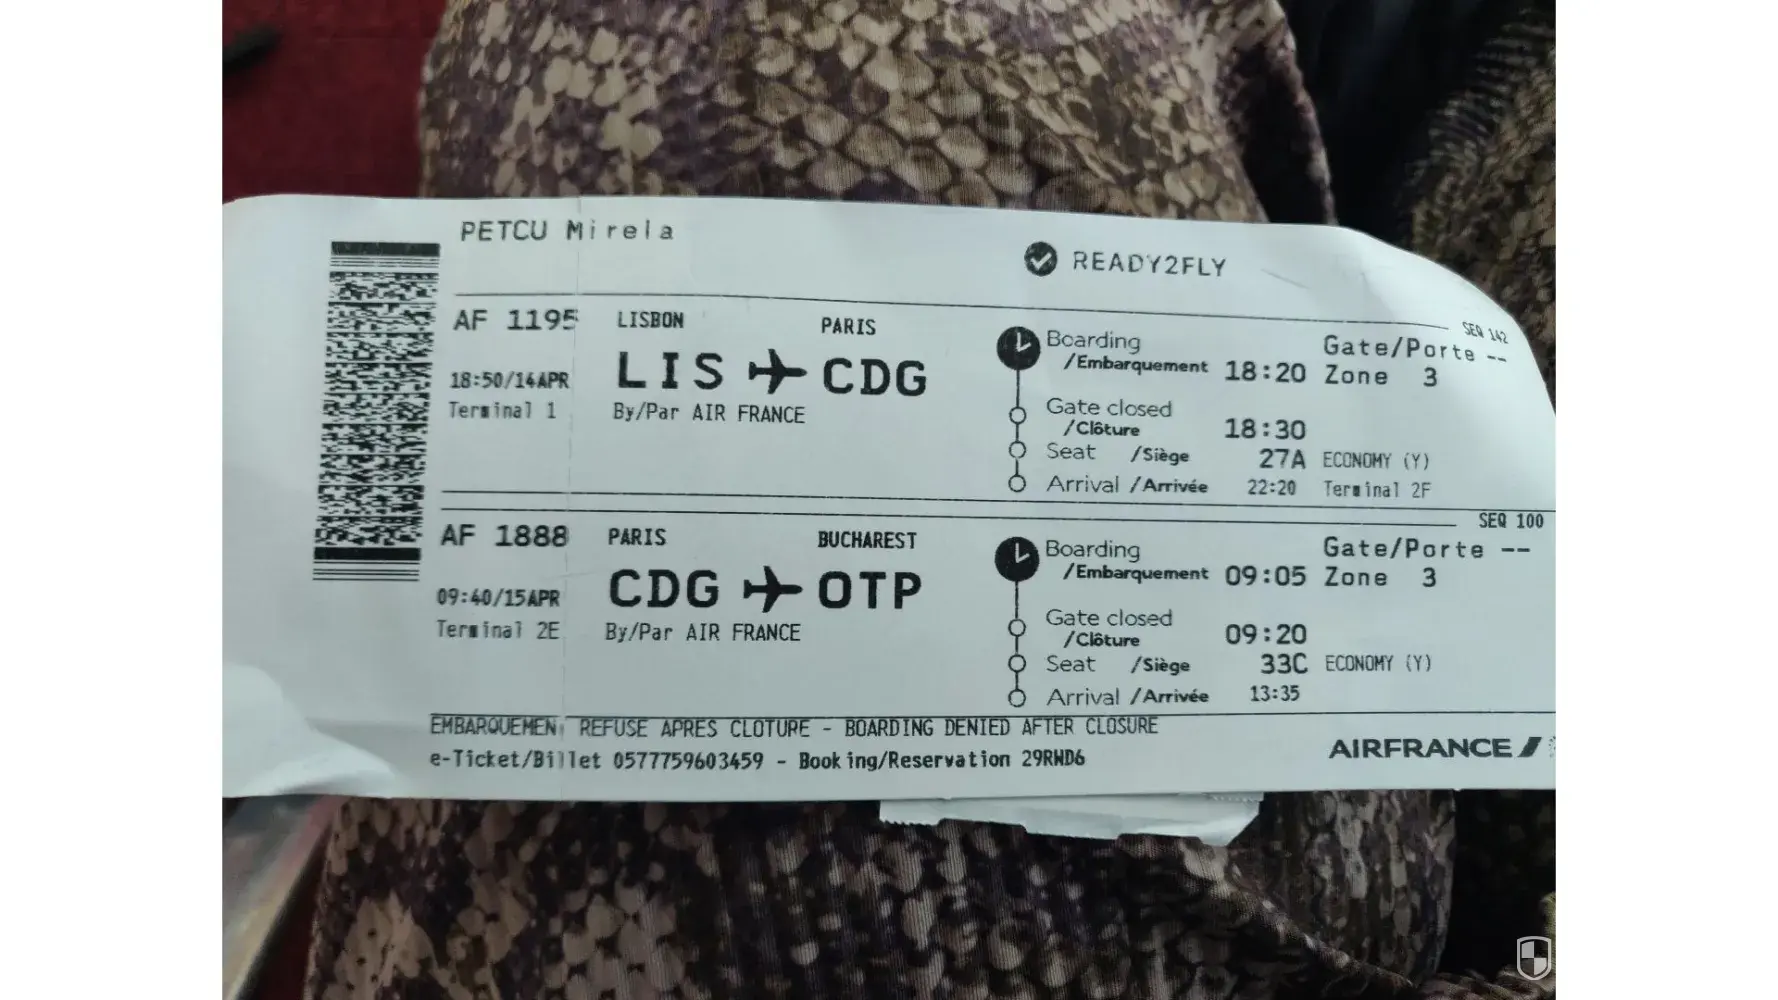 PETCU Mirela
READY2FLY
AF 1195 LISBON PARIS
SEQ 142
18:50/14APR LIS CDG
Terminal 1 By/Par AIR FRANCE
Boarding
/Embarquement 18:20
Gate/Porte --
Zone 3
Gate closed
/Clôture 18:30
Seat /Siège 27A ECONOMY (Y)
Arrival /Arrivée 22:20 Terminal 2F
SEQ 100
AF 1888 PARIS BUCHAREST
09:40/15APR CDG OTP
Terminal 2E By/Par AIR FRANCE
Boarding
/Embarquement 09:05
Gate/Porte --
Zone 3
Gate closed
/Clôture 09:20
Seat /Siège 33C ECONOMY (Y)
Arrival /Arrivée 13:35
EMBARQUEMENT REFUSE APRES CLOTURE - BOARDING DENIED AFTER CLOSURE
e-Ticket/Billet 0577759603459 - Booking/Reservation 29RWD6
AIRFRANCE